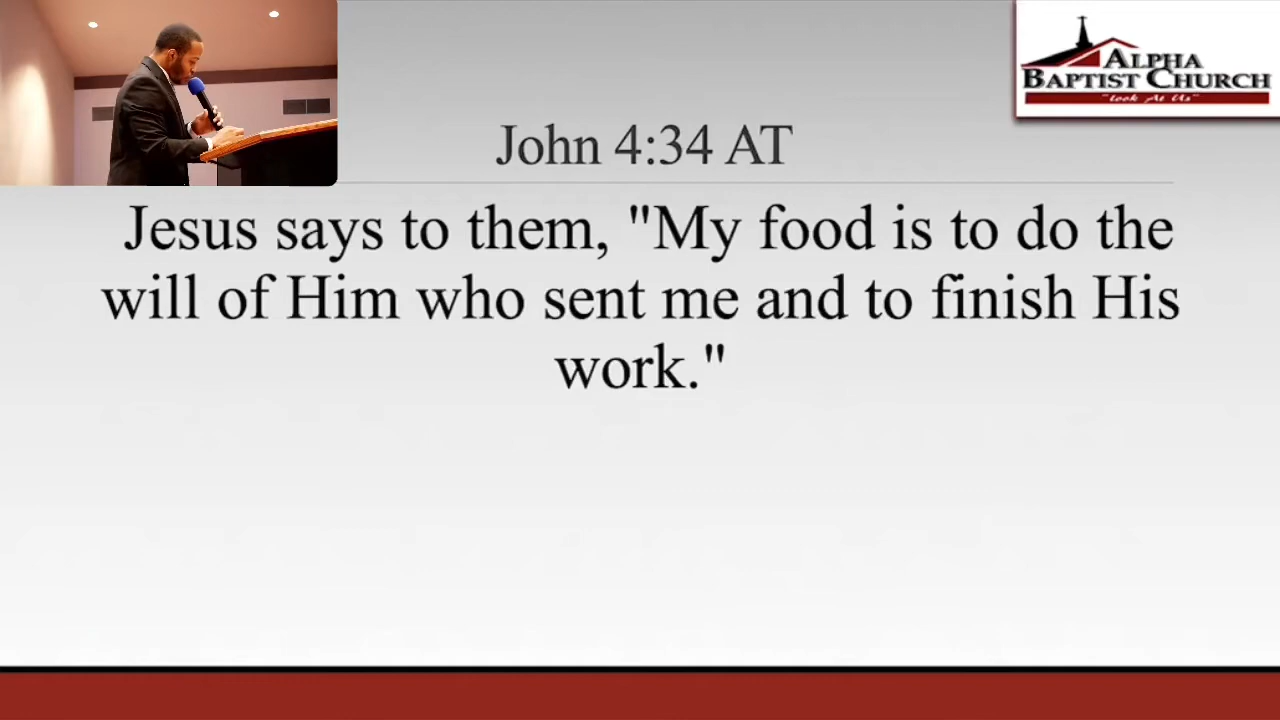 ALPHA
BAPTIST CHURCH
"Look At Us"
John 4:34 AT
Jesus says to them, "My food is to do the
will of Him who sent me and to finish His
work."